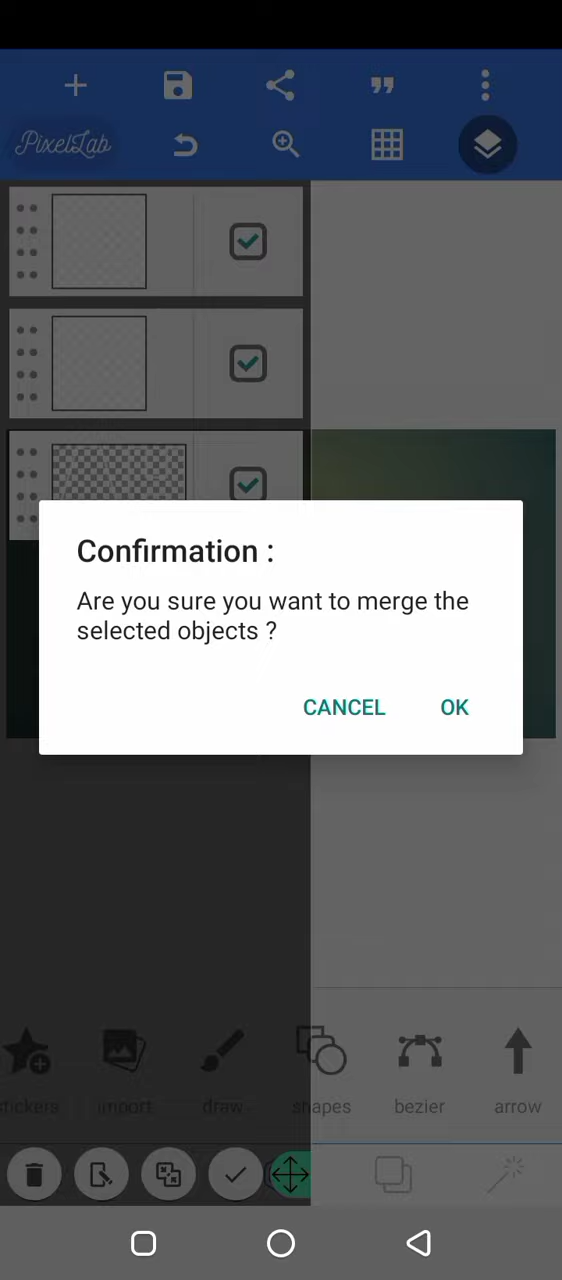 PixelLab
Confirmation :
Are you sure you want to merge the
selected objects ?
CANCEL OK
stickers import draw shapes bezier arrow